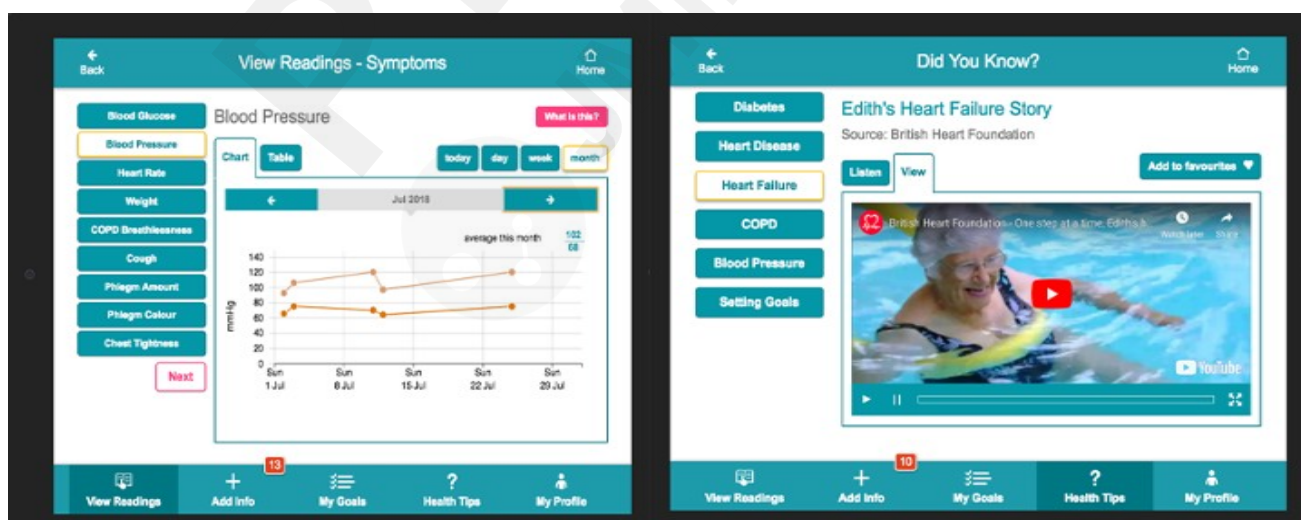 Back
View Readings - Symptoms
Home
Blood Glucose
Blood Pressure
Heart Rate
Weight
COPD Breathlessness
Cough
Phlegm Amount
Phlegm Colour
Chest Tightness
Next
Blood Pressure
What is this?
Chart
Table
today
day
week
month
Jul 2018
average this month
102
68
mmHg
140
120
100
80
60
40
20
0
Sun
1 Jul
Sun
8 Jul
Sun
15 Jul
Sun
22 Jul
Sun
29 Jul
View Readings
13
Add Info
My Goals
? Health Tips
My Profile
Back
Did You Know?
Home
Diabetes
Heart Disease
Heart Failure
COPD
Blood Pressure
Setting Goals
Edith's Heart Failure Story
Source: British Heart Foundation
Listen
View
Add to favourites
British Heart Foundation - One step at a time, Edith's h
Watch later
Share
YouTube
View Readings
10
Add Info
My Goals
? Health Tips
My Profile